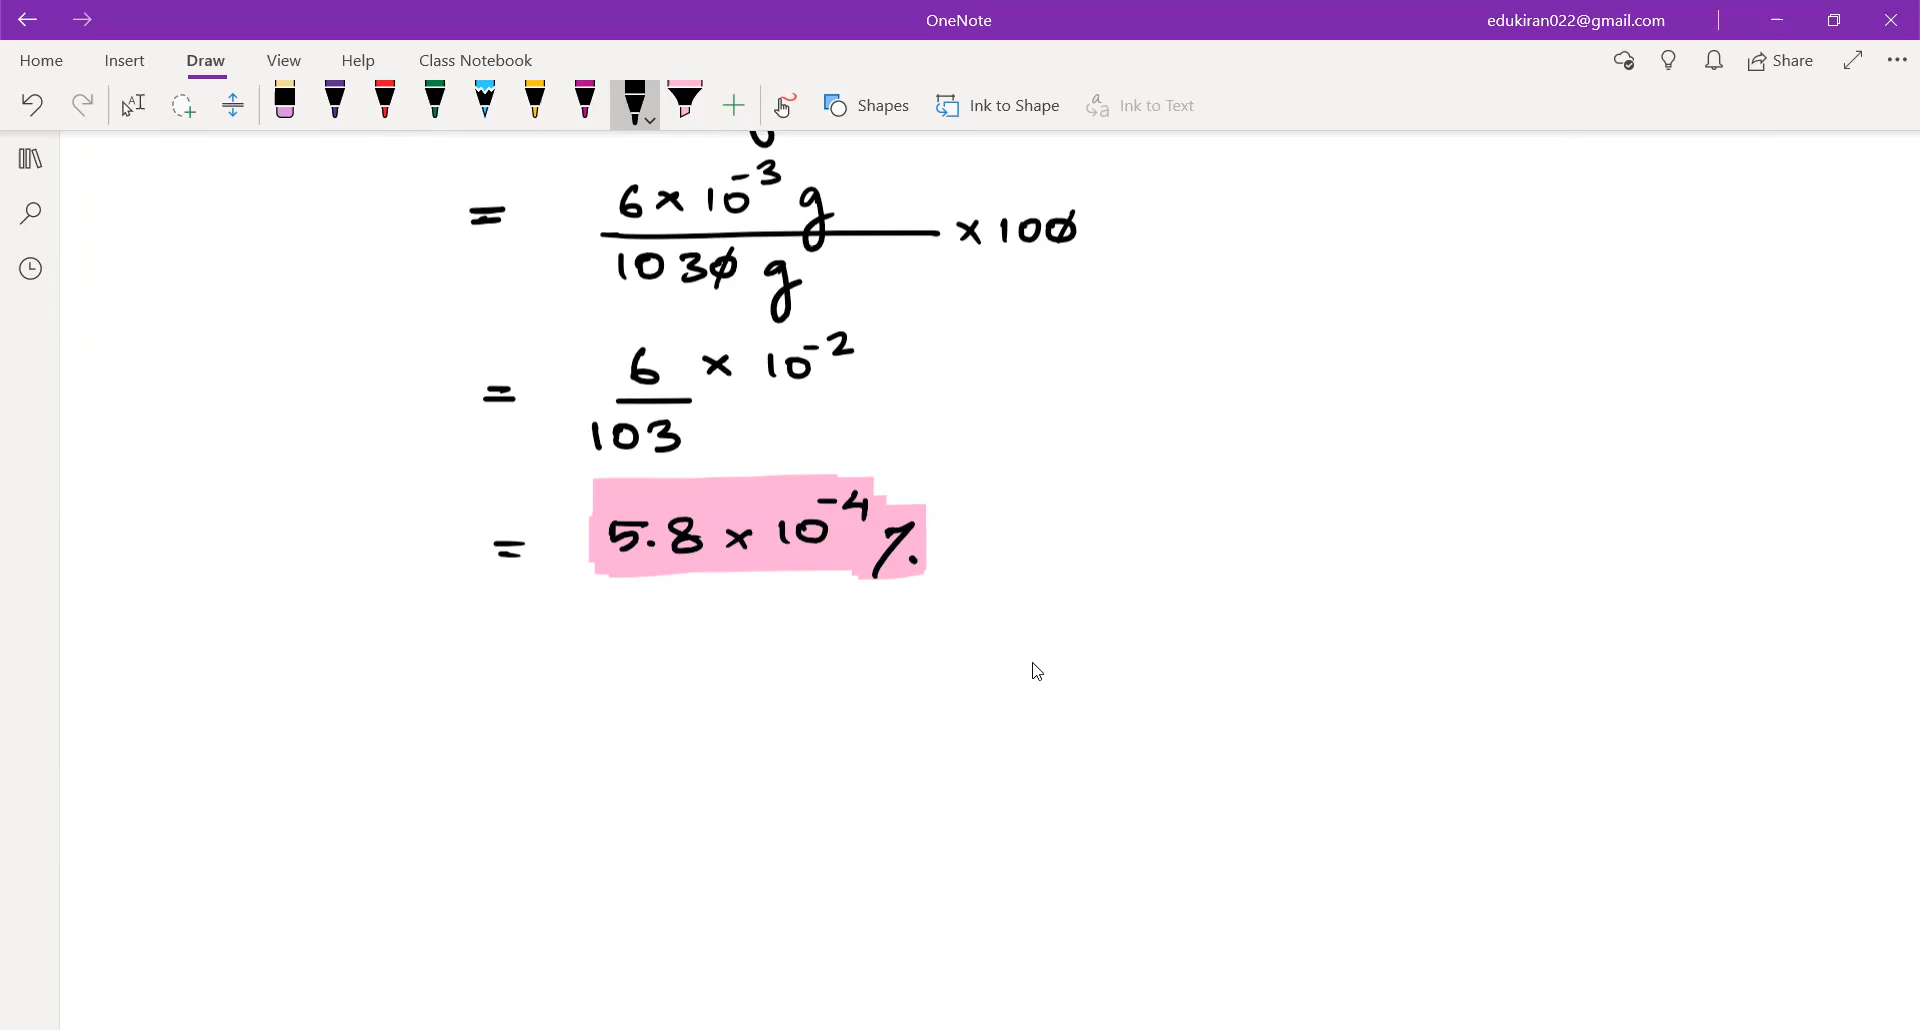 OneNote
edukiran022@gmail.com
Home Insert Draw View Help Class Notebook
Share
Shapes Ink to Shape Ink to Text
= 6 × 10⁻³ g / 1030 g × 100
= 6 / 103 × 10⁻²
= 5.8 × 10⁻⁴ %